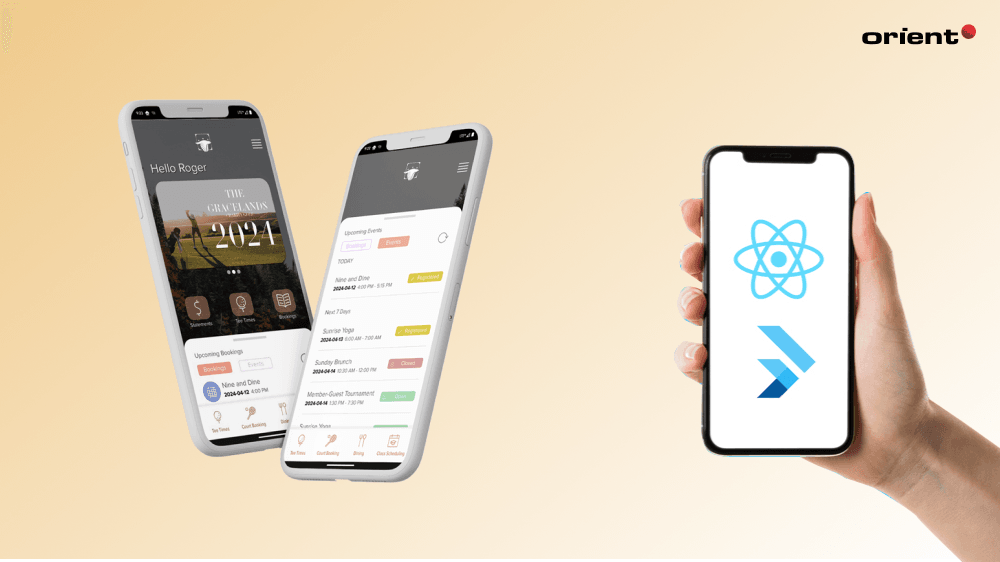 orient
Hello Roger
THE
GRACELANDS
2024
Statements
Tee Times
Bookings
Upcoming Bookings
Bookings
Events
Nine and Dine
2024-04-12 4:00 PM
Tee Times
Court Booking
Upcoming Events
Bookings
Events
TODAY
Nine and Dine
Registered
2024-04-12 4:00 PM - 5:15 PM
Next 7 Days
Sunrise Yoga
Registered
2024-04-13 6:00 AM - 7:00 AM
Sunday Brunch
Closed
2024-04-14 10:30 AM - 12:00 PM
Member-Guest Tournament
Open
2024-04-14 1:30 PM - 7:30 PM
Sunrise Yoga
Tee Times
Court Booking
Dining
Class Scheduling